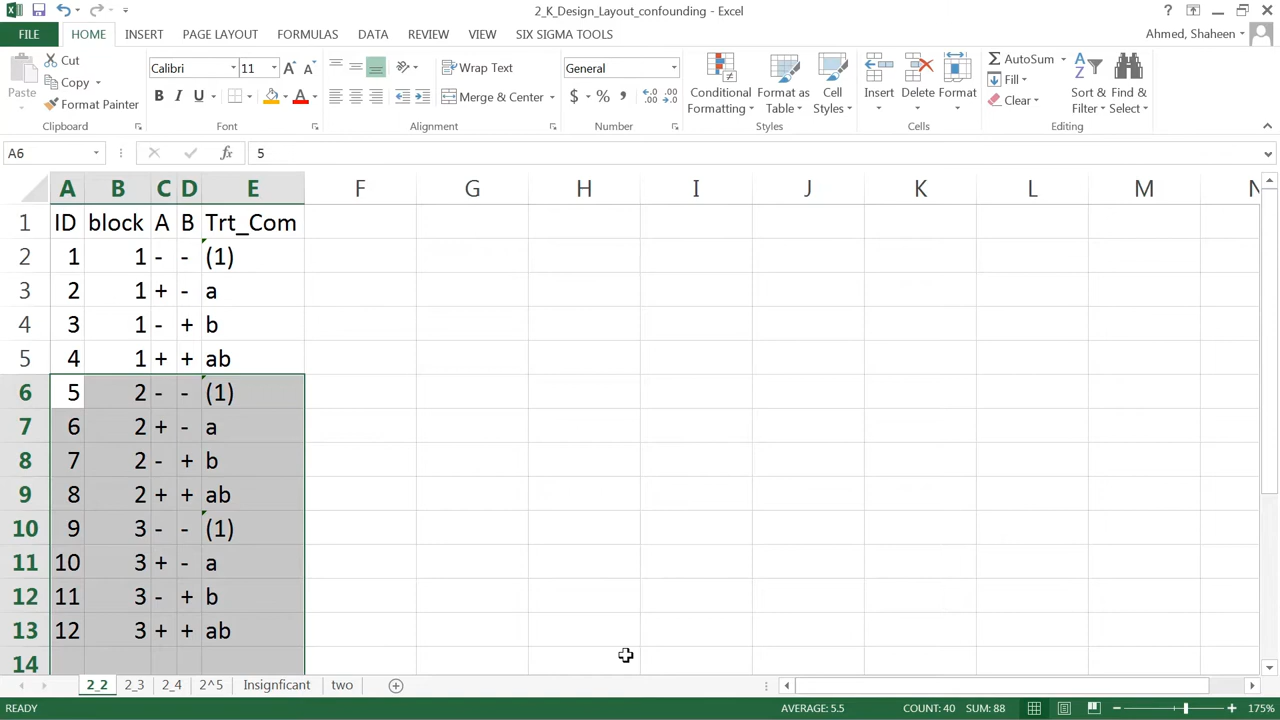 2_K_Design_Layout_confounding - Excel
FILE HOME INSERT PAGE LAYOUT FORMULAS DATA REVIEW VIEW SIX SIGMA TOOLS Ahmed, Shaheen
Paste
Cut
Copy
Format Painter
Clipboard
Calibri 11
B I U
Font
Wrap Text
Merge & Center
Alignment
General
$ % ,
Number
Conditional Formatting
Format as Table
Cell Styles
Styles
Insert
Delete
Format
Cells
AutoSum
Fill
Clear
Sort & Filter
Find & Select
Editing
A6 fx 5
A B C D E F G H I J K L M N
1 ID block A B Trt_Com
2 1 1 - - (1)
3 2 1 + - a
4 3 1 - + b
5 4 1 + + ab
6 5 2 - - (1)
7 6 2 + - a
8 7 2 - + b
9 8 2 + + ab
10 9 3 - - (1)
11 10 3 + - a
12 11 3 - + b
13 12 3 + + ab
14
2_2 2_3 2_4 2^5 Insignficant two
READY AVERAGE: 5.5 COUNT: 40 SUM: 88 175%